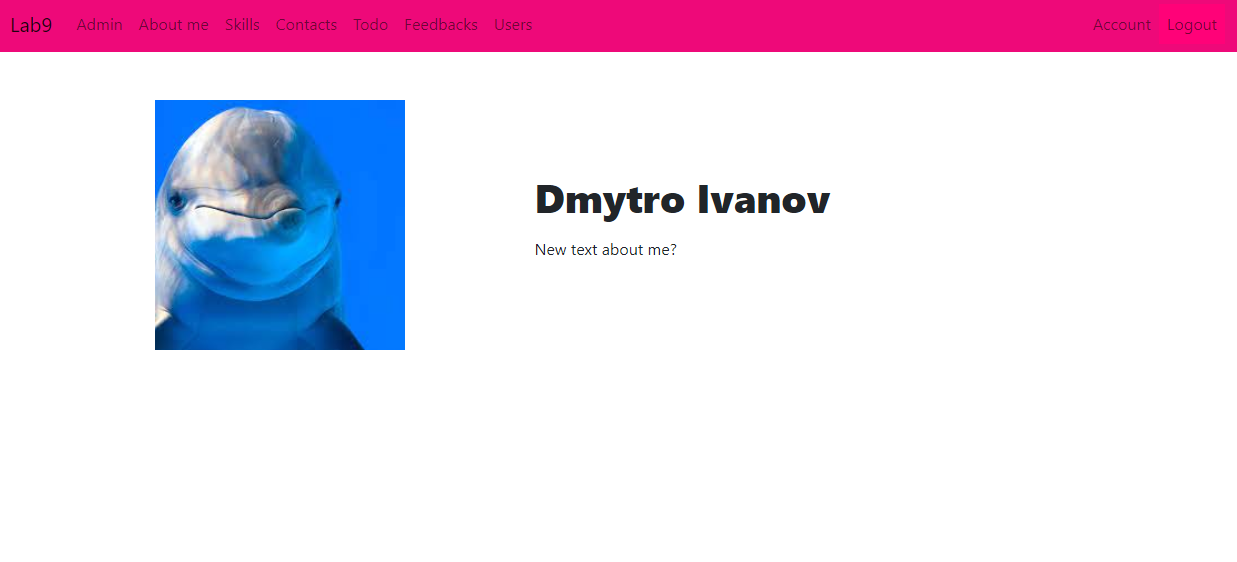 Lab9 Admin About me Skills Contacts Todo Feedbacks Users Account Logout
Dmytro Ivanov
New text about me?